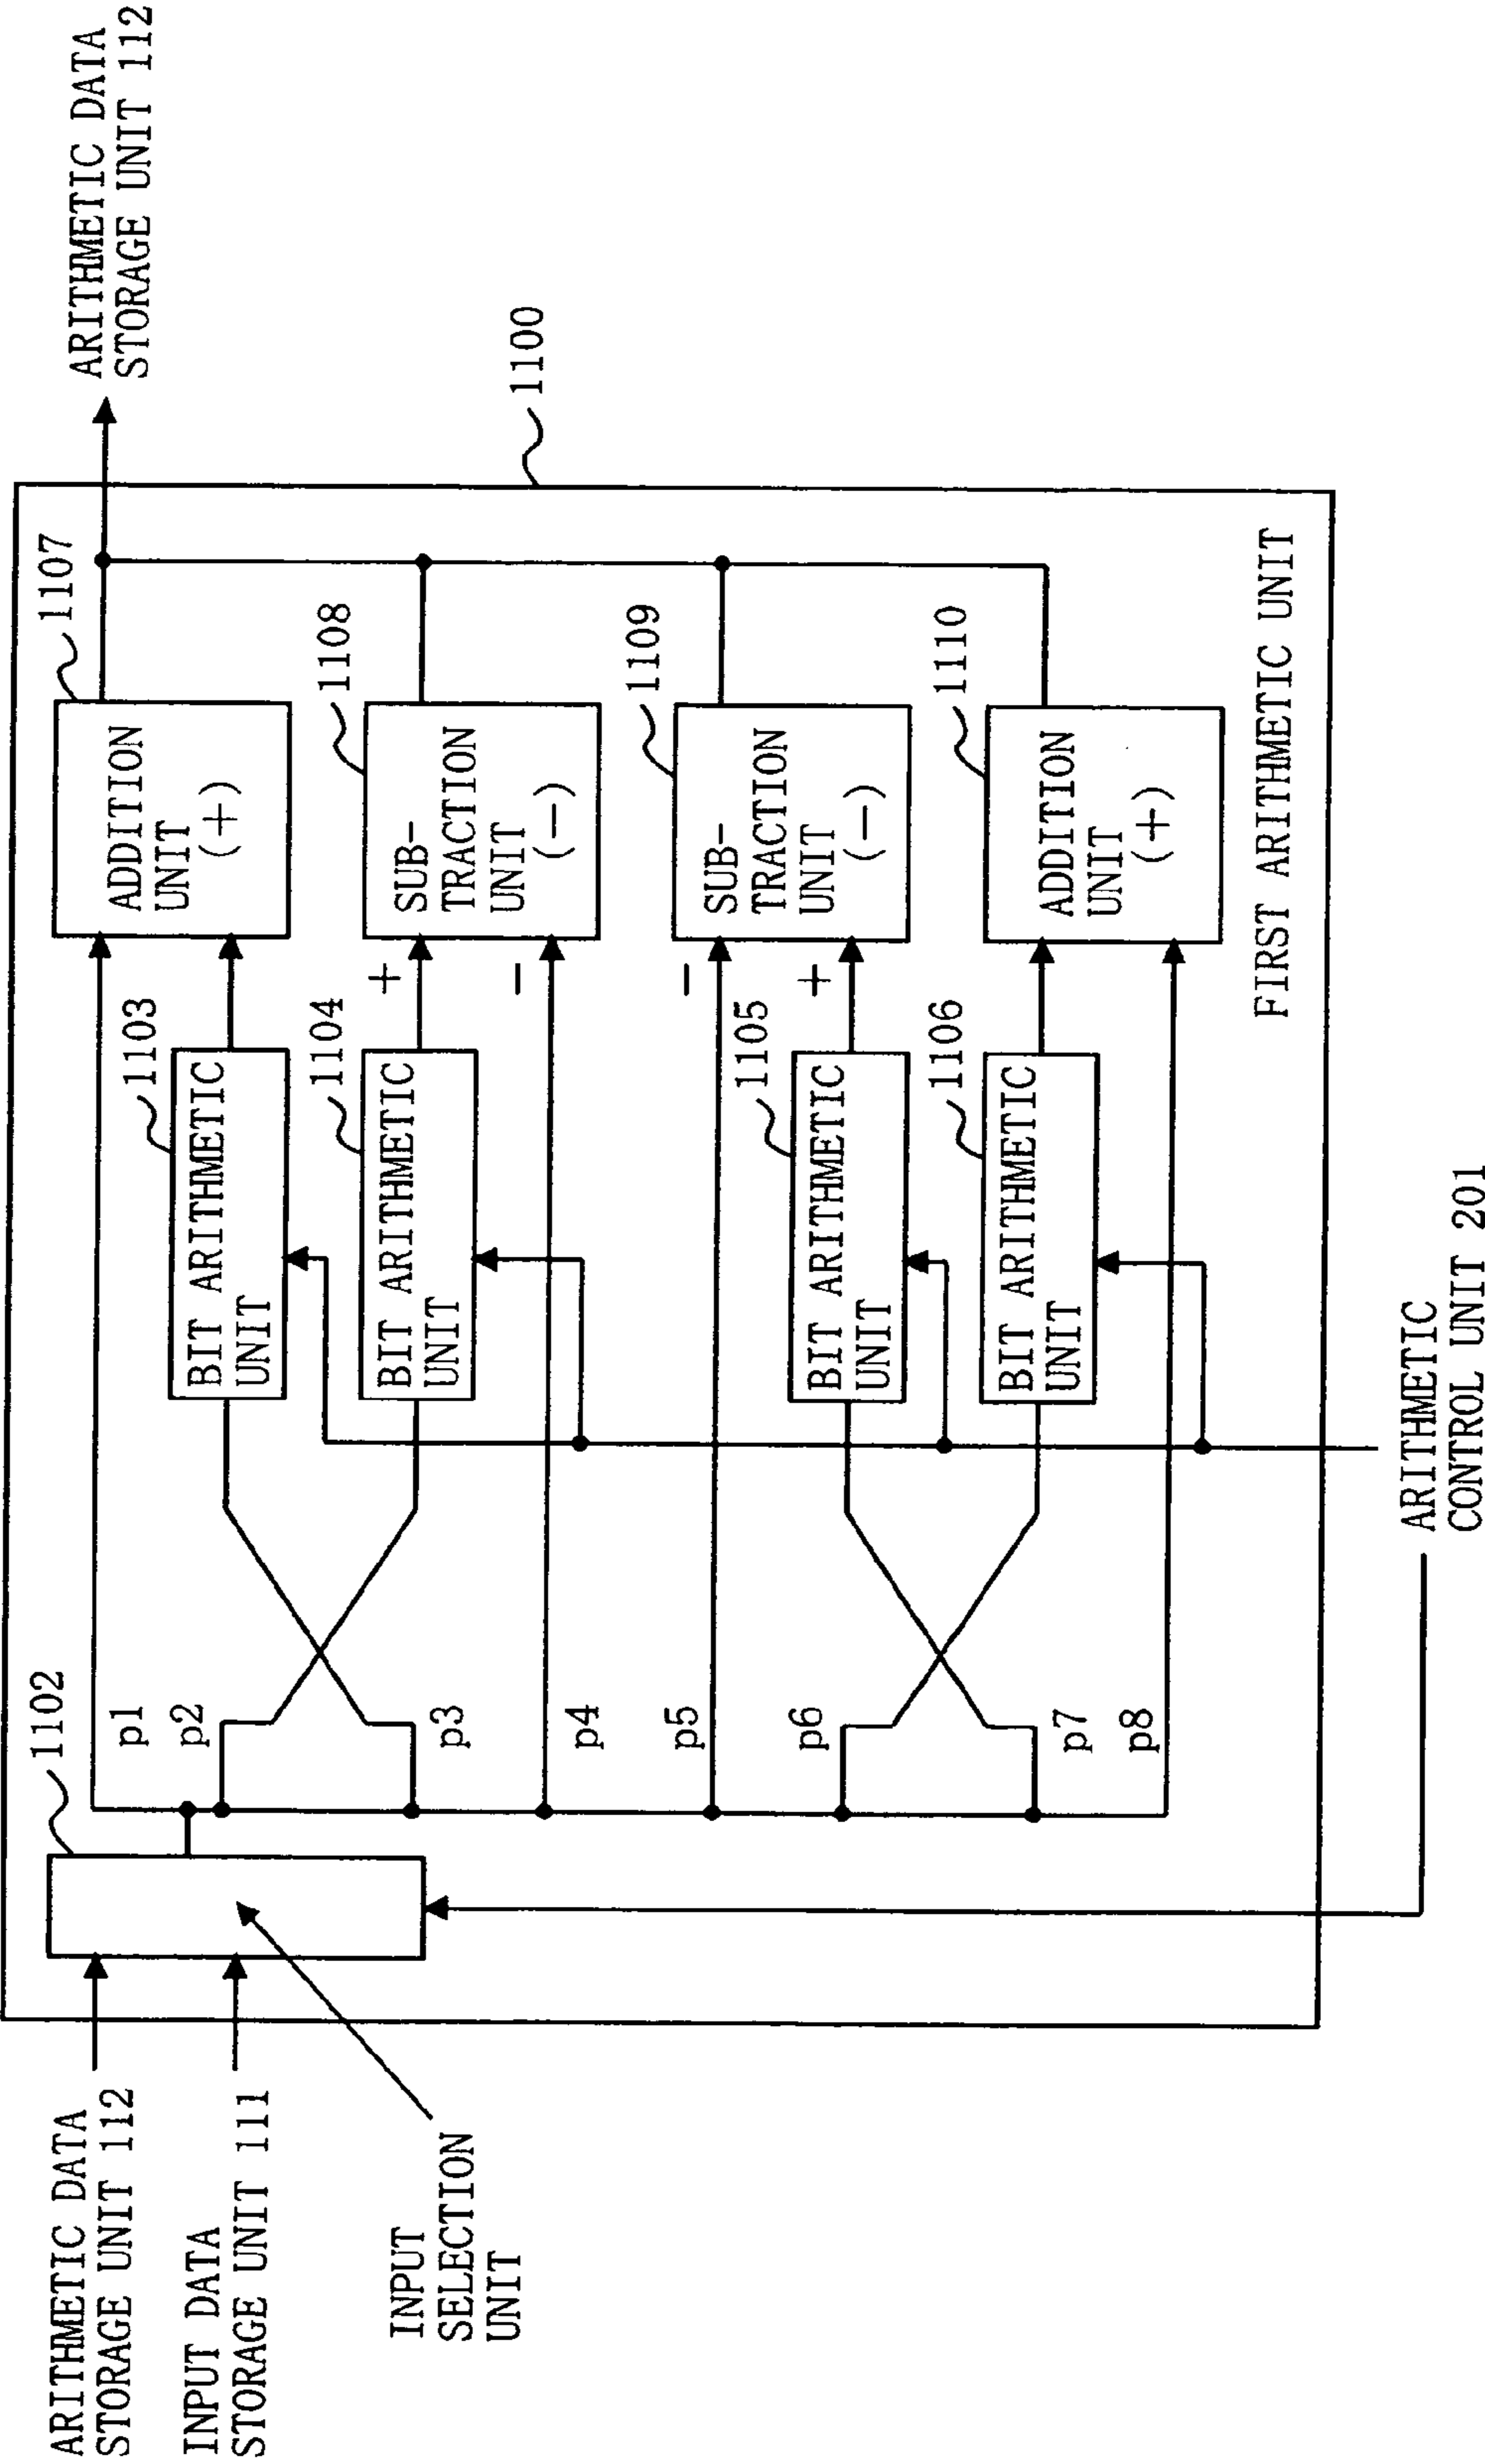 ARITHMETIC DATA
STORAGE UNIT 112
INPUT DATA
STORAGE UNIT 111
INPUT
SELECTION
UNIT
1102
p1
p2
p3
p4
p5
p6
p7
p8
1103
BIT ARITHMETIC
UNIT
1104
BIT ARITHMETIC
UNIT
1105
BIT ARITHMETIC
UNIT
1106
BIT ARITHMETIC
UNIT
+
-
-
+
1107
ADDITION
UNIT
(+)
1108
SUB-
TRACTION
UNIT
(-)
1109
SUB-
TRACTION
UNIT
(-)
1110
ADDITION
UNIT
(+)
FIRST ARITHMETIC UNIT
1100
ARITHMETIC DATA
STORAGE UNIT 112
ARITHMETIC
CONTROL UNIT 201